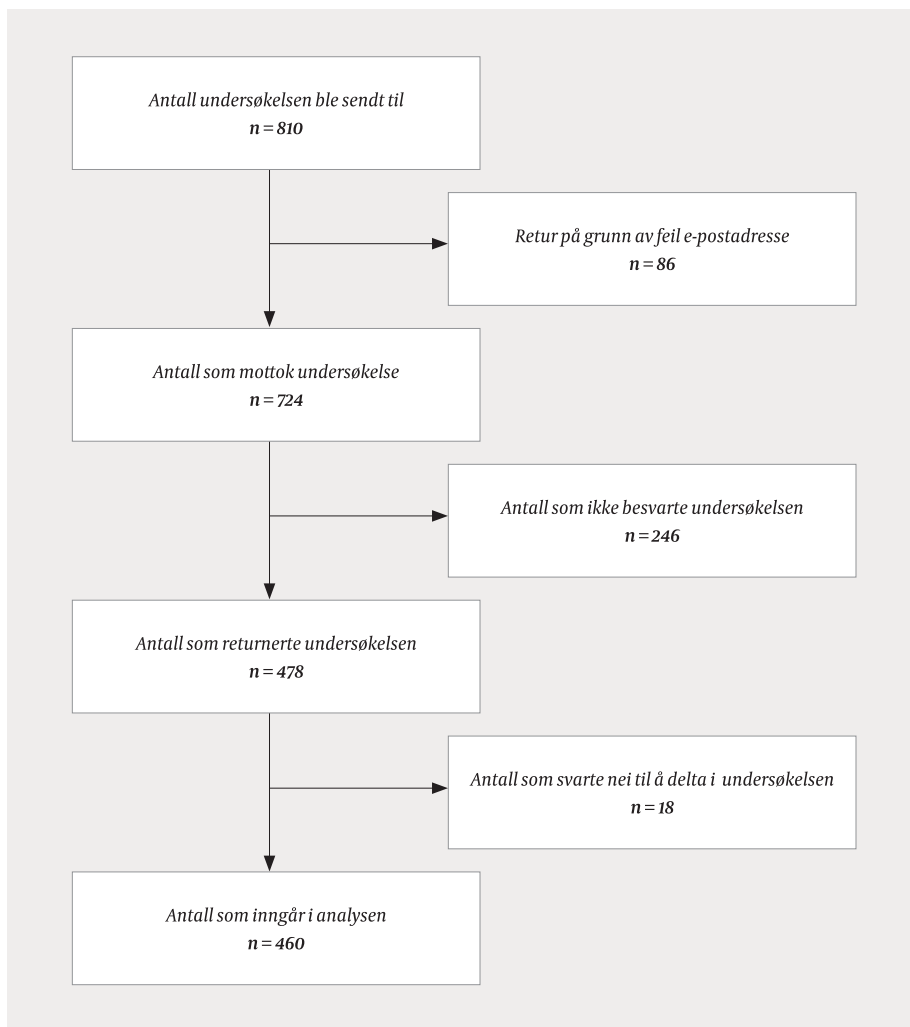 Antall undersøkelsen ble sendt til
n = 810
Retur på grunn av feil e-postadresse
n = 86
Antall som mottok undersøkelse
n = 724
Antall som ikke besvarte undersøkelsen
n = 246
Antall som returnerte undersøkelsen
n = 478
Antall som svarte nei til å delta i undersøkelsen
n = 18
Antall som inngår i analysen
n = 460